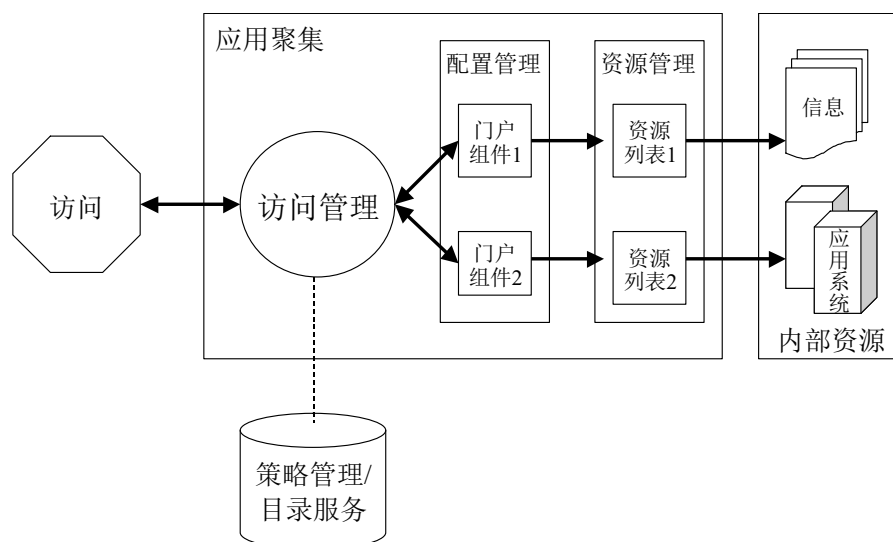 应用聚集
配置管理
资源管理
门户
组件1
资源
列表1
信息
访问
访问管理
门户
组件2
资源
列表2
应用系统
内部资源
策略管理/
目录服务